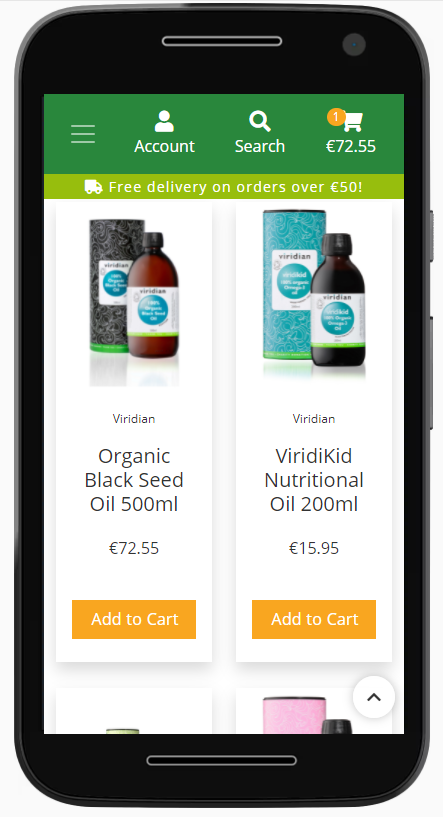 Account
Search
1
€72.55
Free delivery on orders over €50!
viridian
100%
Organic
Black Seed
Oil
viridian
viridian
viridikid
100% Organic
Omega-3
oil
viridian
Viridian
Organic
Black Seed
Oil 500ml
€72.55
Add to Cart
Viridian
ViridiKid
Nutritional
Oil 200ml
€15.95
Add to Cart